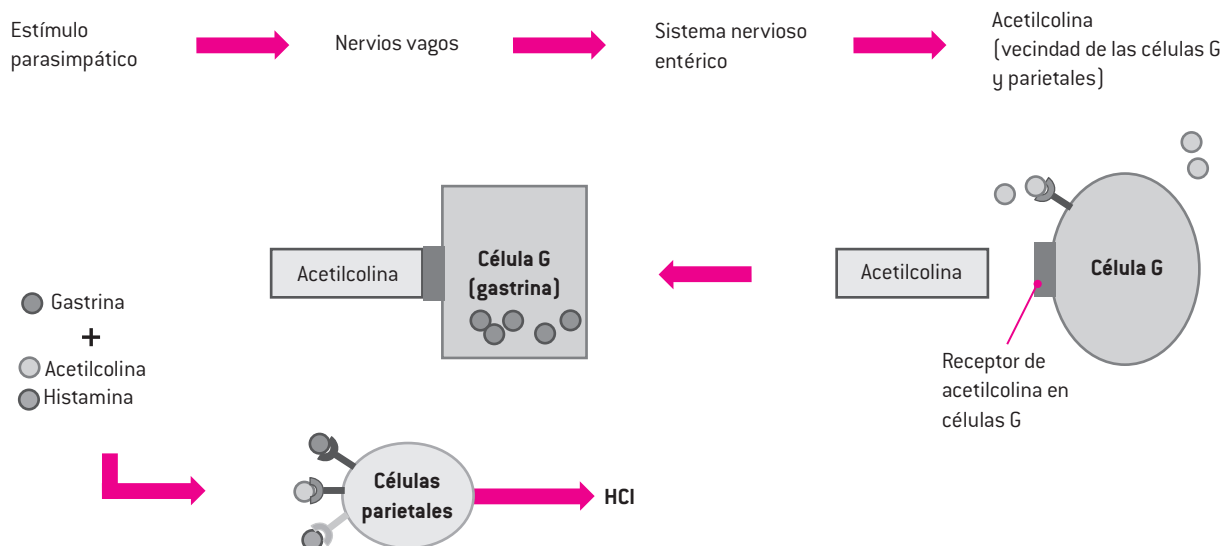 Estímulo
parasimpático
Nervios vagos
Sistema nervioso
entérico
Acetilcolina
(vecindad de las células G
y parietales)
Acetilcolina
Célula G
(gastrina)
Acetilcolina
Célula G
Receptor de
acetilcolina en
células G
Gastrina
+
Acetilcolina
Histamina
Células
parietales
HCl